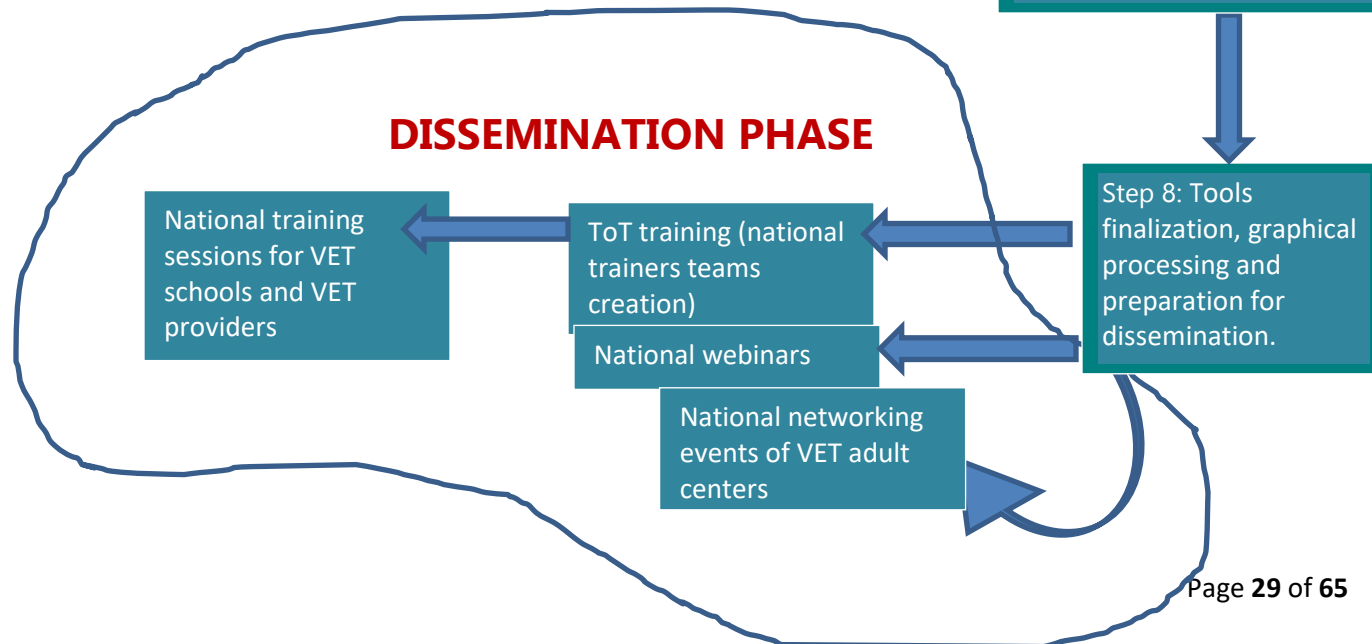 DISSEMINATION PHASE
National training
sessions for VET
schools and VET
providers
ToT training (national
trainers teams
creation)
National webinars
National networking
events of VET adult
centers
Step 8: Tools
finalization, graphical
processing and
preparation for
dissemination.
Page 29 of 65